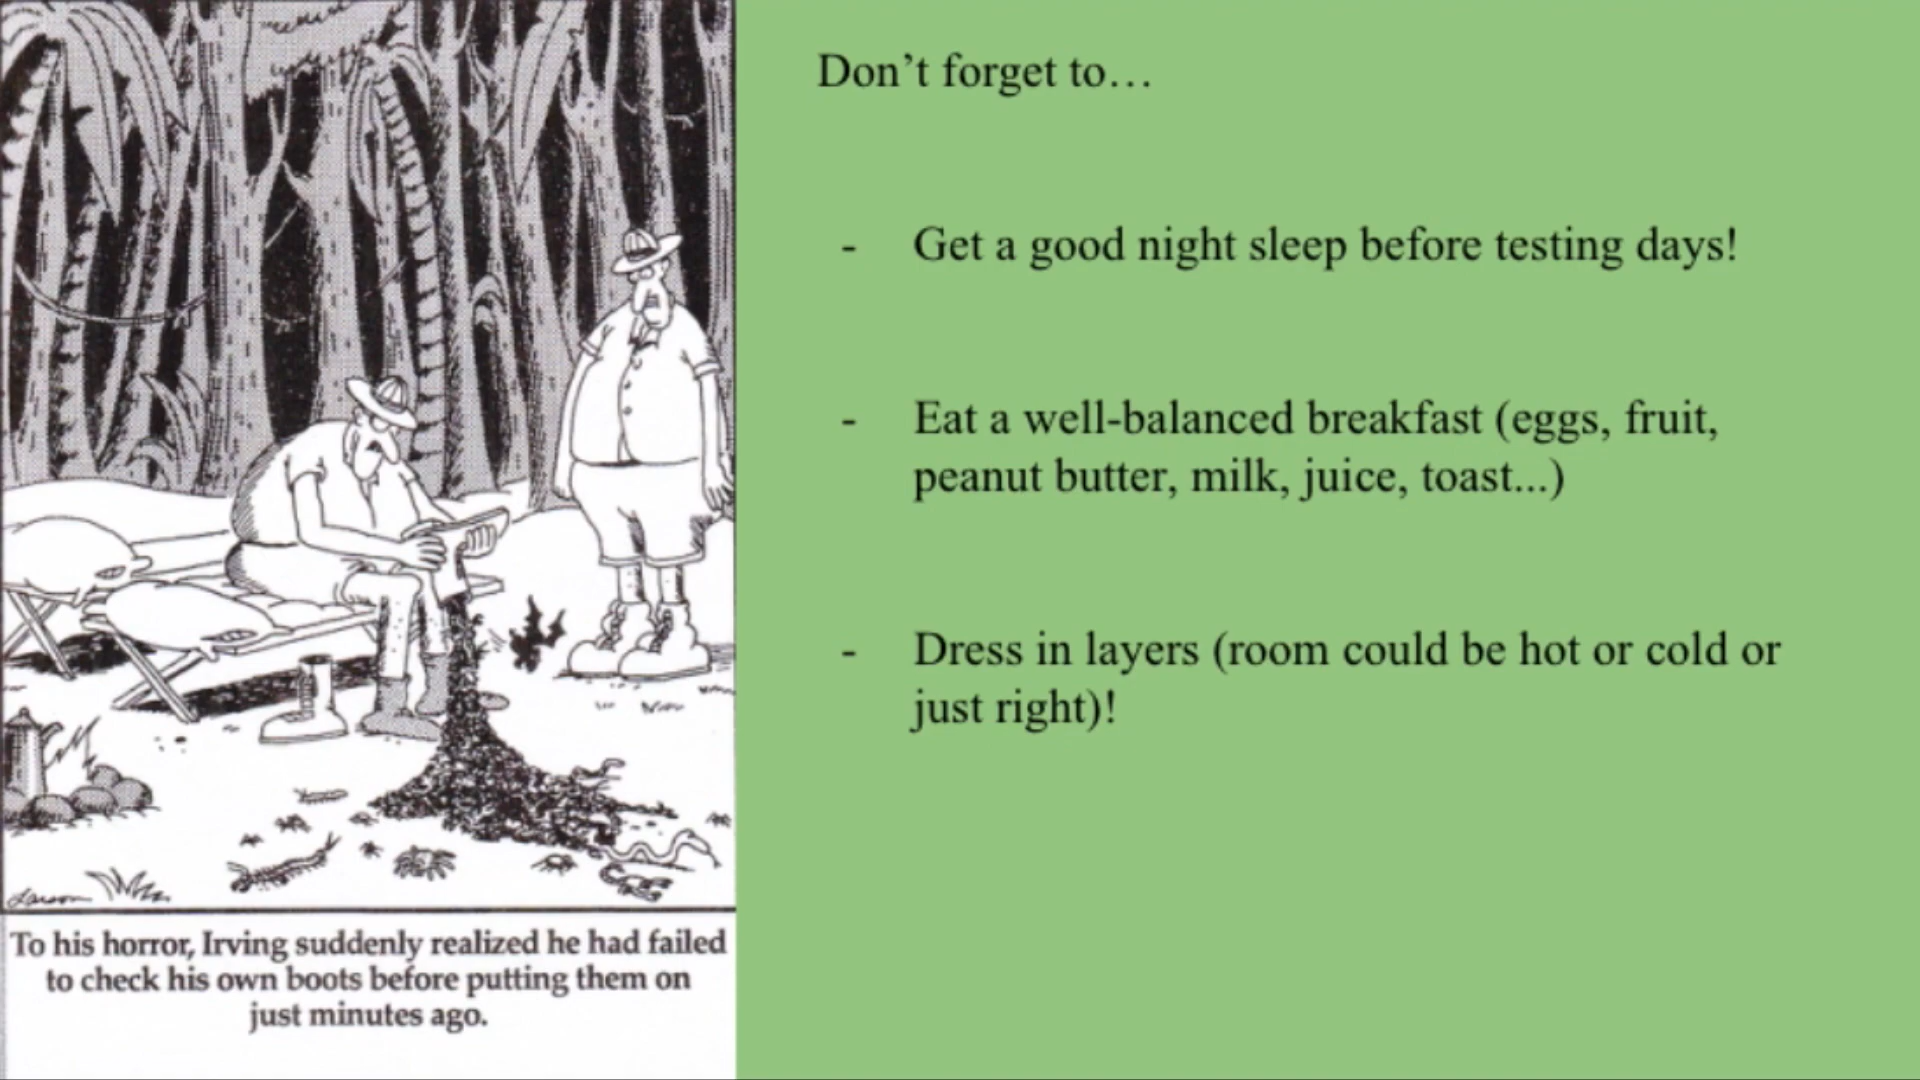 Larson
To his horror, Irving suddenly realized he had failed
to check his own boots before putting them on
just minutes ago.
Don’t forget to…
- Get a good night sleep before testing days!
- Eat a well-balanced breakfast (eggs, fruit,
peanut butter, milk, juice, toast...)
- Dress in layers (room could be hot or cold or
just right)!